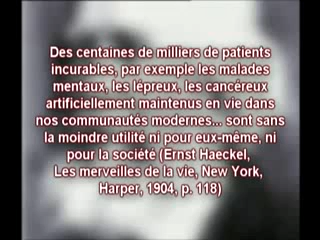 Des centaines de milliers de patients
incurables, par exemple les malades
mentaux, les lépreux, les cancéreux
artificiellement maintenus en vie dans
nos communautés modernes... sont sans
la moindre utilité ni pour eux-même, ni
pour la société (Ernst Haeckel,
Les merveilles de la vie, New York,
Harper, 1904, p. 118)